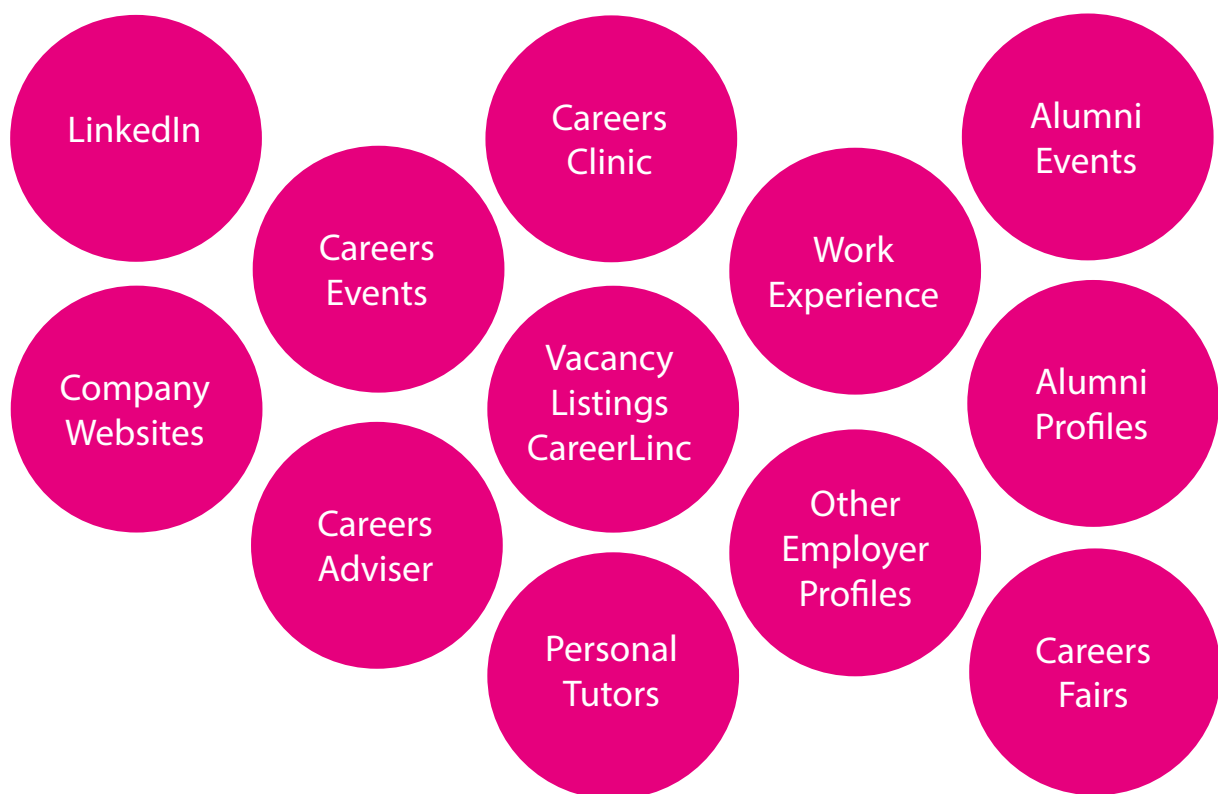 LinkedIn
Careers
Clinic
Alumni
Events
Careers
Events
Work
Experience
Company
Websites
Vacancy
Listings
CareerLinc
Alumni
Profiles
Careers
Adviser
Other
Employer
Profiles
Personal
Tutors
Careers
Fairs